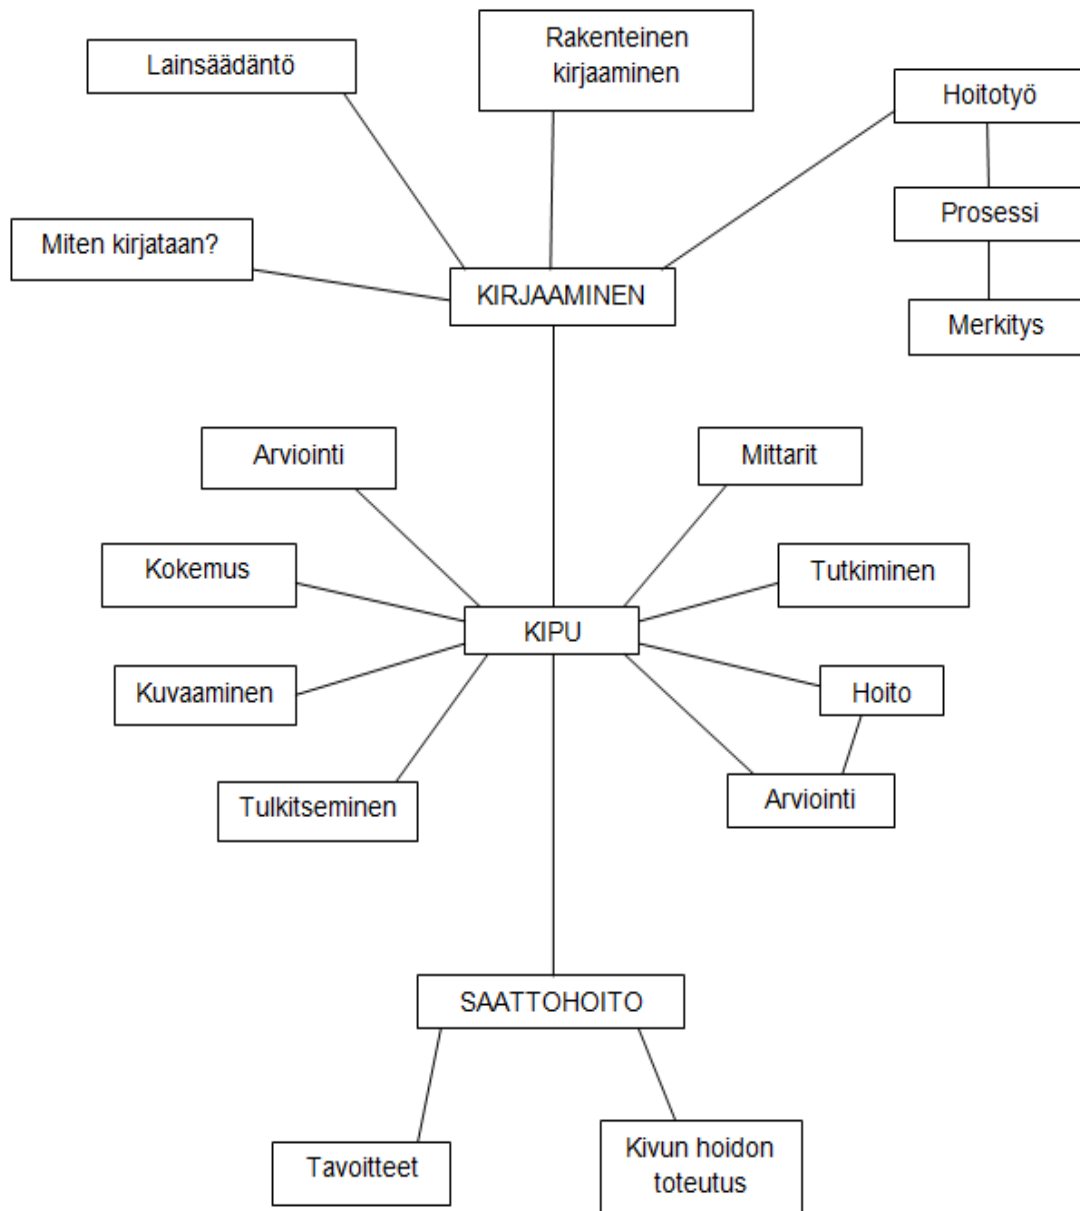 Rakenteinen
kirjaaminen
Lainsäädäntö
Hoitotyö
Prosessi
Miten kirjataan?
KIRJAAMINEN
Merkitys
Arviointi
Mittarit
Kokemus
Tutkiminen
KIPU
Kuvaaminen
Hoito
Tulkitseminen
Arviointi
SAATTOHOITO
Tavoitteet
Kivun hoidon
toteutus